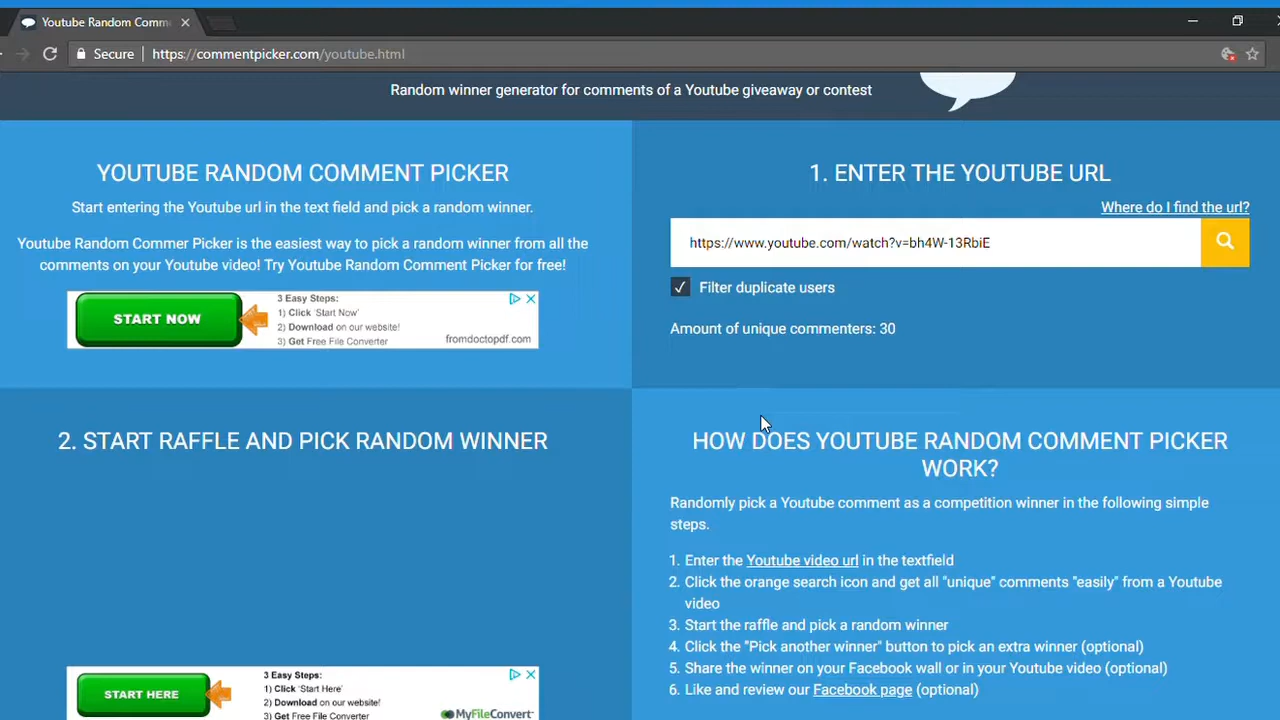 Youtube Random Comm
Secure
https://commentpicker.com/youtube.html
Random winner generator for comments of a Youtube giveaway or contest
YOUTUBE RANDOM COMMENT PICKER
Start entering the Youtube url in the text field and pick a random winner.
Youtube Random Commer Picker is the easiest way to pick a random winner from all the
comments on your Youtube video! Try Youtube Random Comment Picker for free!
START NOW
3 Easy Steps:
1) Click 'Start Now'
2) Download on our website!
3) Get Free File Converter
fromdoctopdf.com
1. ENTER THE YOUTUBE URL
Where do I find the url?
https://www.youtube.com/watch?v=bh4W-13RbiE
Filter duplicate users
Amount of unique commenters: 30
2. START RAFFLE AND PICK RANDOM WINNER
START HERE
3 Easy Steps:
1) Click 'Start Here'
2) Download on our website!
3) Get Free File Converter
MyFileConvert
HOW DOES YOUTUBE RANDOM COMMENT PICKER
WORK?
Randomly pick a Youtube comment as a competition winner in the following simple
steps.
1. Enter the Youtube video url in the textfield
2. Click the orange search icon and get all "unique" comments "easily" from a Youtube
video
3. Start the raffle and pick a random winner
4. Click the "Pick another winner" button to pick an extra winner (optional)
5. Share the winner on your Facebook wall or in your Youtube video (optional)
6. Like and review our Facebook page (optional)